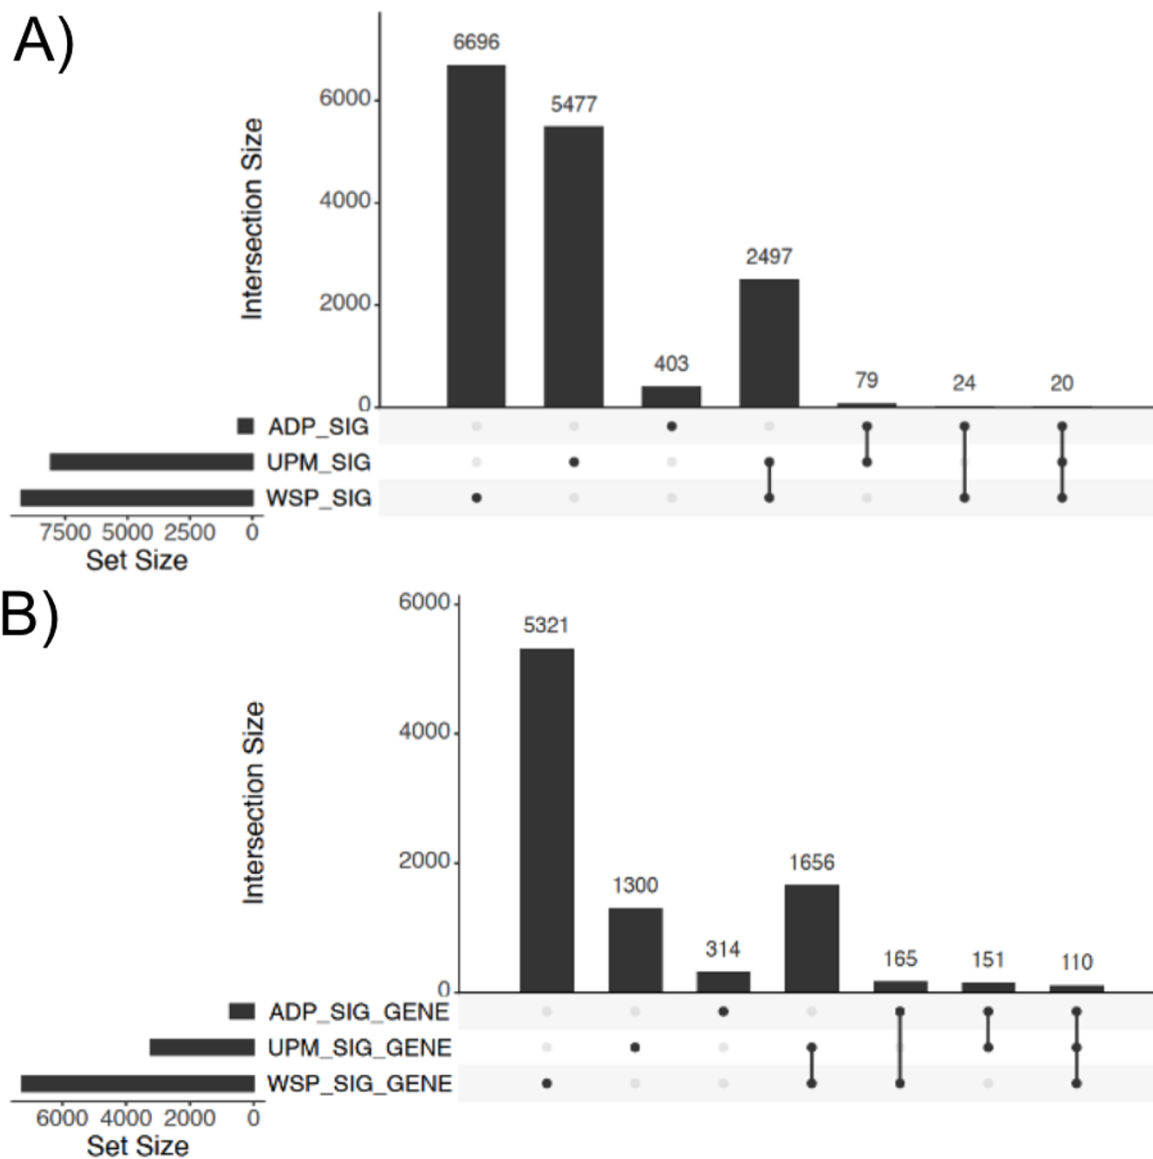 A)
6696
5477
403
2497
79
24
20
6000
4000
2000
0
Intersection Size
ADP_SIG
UPM_SIG
WSP_SIG
7500 5000 2500 0
Set Size
B)
5321
1300
314
1656
165
151
110
6000
4000
2000
0
Intersection Size
ADP_SIG_GENE
UPM_SIG_GENE
WSP_SIG_GENE
6000 4000 2000 0
Set Size